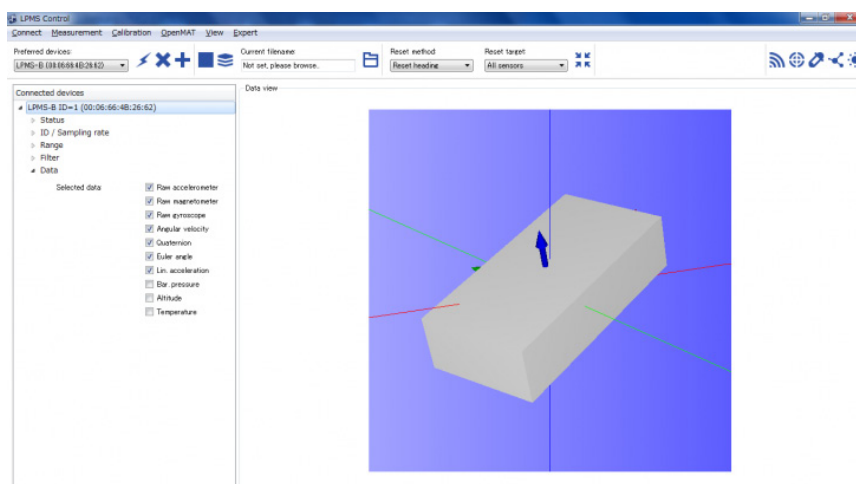 LPMS Control
Connect Measurement Calibration OpenMAT View Expert
Preferred devices:
LPMS-B (00:06:66:4B:26:62)
Current filename:
Not set, please browse..
Reset method
Reset heading
Reset target
All sensors
Connected devices
LPMS-B ID=1 (00:06:66:4B:26:62)
Status
ID / Sampling rate
Range
Filter
Data
Selected data
Raw accelerometer
Raw magnetometer
Raw gyroscope
Angular velocity
Quaternion
Euler angle
Lin. acceleration
Bar. pressure
Altitude
Temperature
Data view